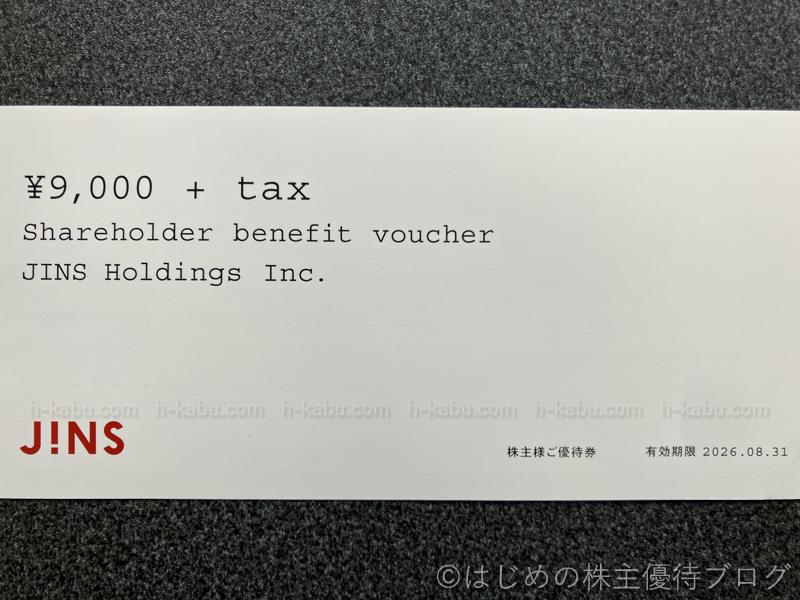 ¥9,000 + tax
Shareholder benefit voucher
JINS Holdings Inc.
h-kabu.com h-kabu.com h-kabu.com h-kabu.com h-kabu.com h-kabu.com
J!NS 株主様ご優待券 有効期限 2026.08.31
©はじめの株主優待ブログ